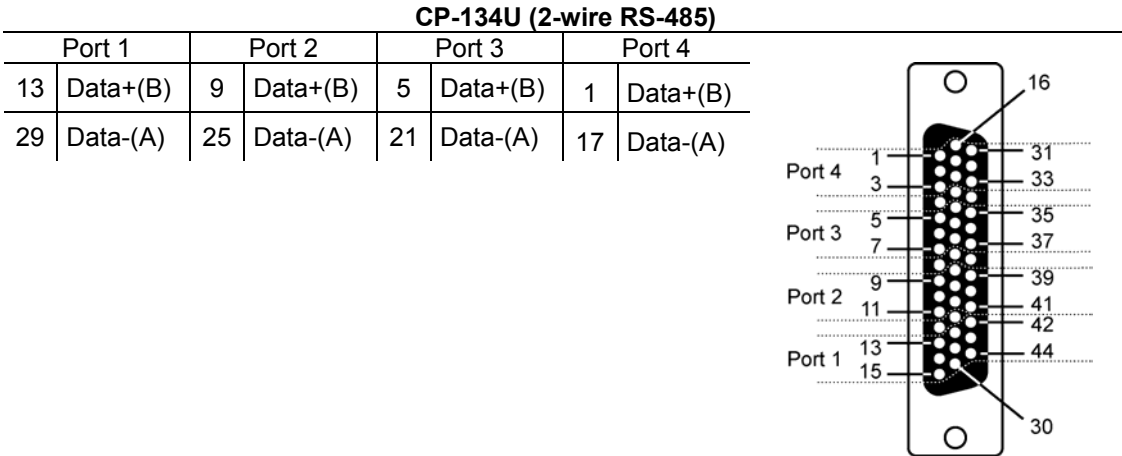 CP-134U (2-wire RS-485)
Port 1 Port 2 Port 3 Port 4
13 Data+(B) 9 Data+(B) 5 Data+(B) 1 Data+(B)
29 Data-(A) 25 Data-(A) 21 Data-(A) 17 Data-(A)
16
1 31
Port 4
3 33
5 35
Port 3
7 37
9 39
Port 2
11 41
42
13
Port 1 44
15
30